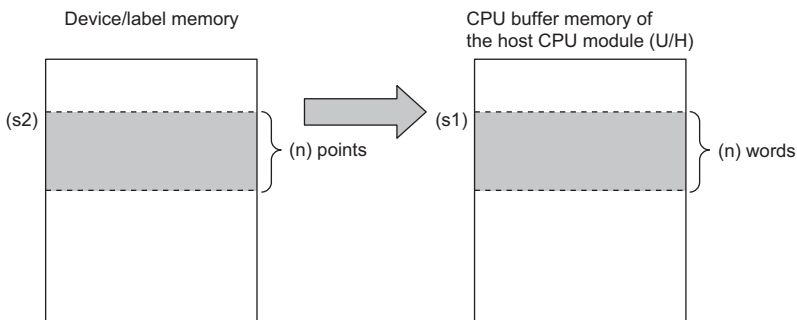 Device/label memory
CPU buffer memory of
the host CPU module (U/H)
(s2)
(n) points
(s1)
(n) words